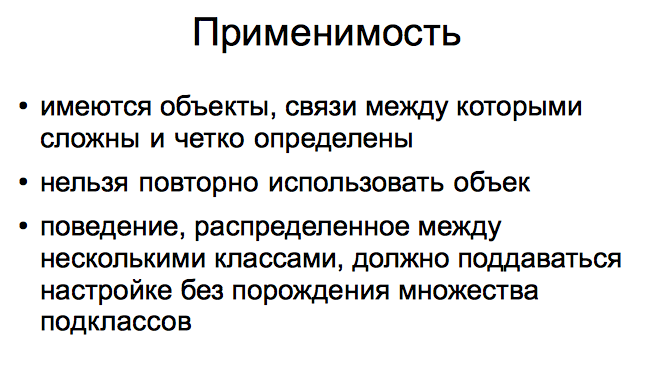 Применимость
• имеются объекты, связи между которыми
сложны и четко определены
• нельзя повторно использовать объек
• поведение, распределенное между
несколькими классами, должно поддаваться
настройке без порождения множества
подклассов